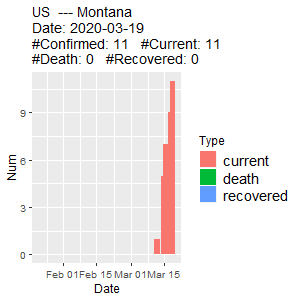 US --- Montana
Date: 2020-03-19
#Confirmed: 11 #Current: 11
#Death: 0 #Recovered: 0
9
6
3
0
Num
Feb 01 Feb 15 Mar 01 Mar 15
Date
Type
current
death
recovered